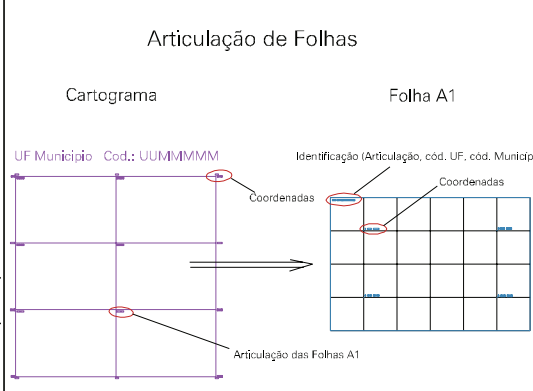 Articulação de Folhas
Cartograma
Folha A1
UF Municipio Cod.: UUMMMMM
Identificação (Articulação, cód. UF, cód. Municíp
Coordenadas
Coordenadas
Articulação das Folhas A1